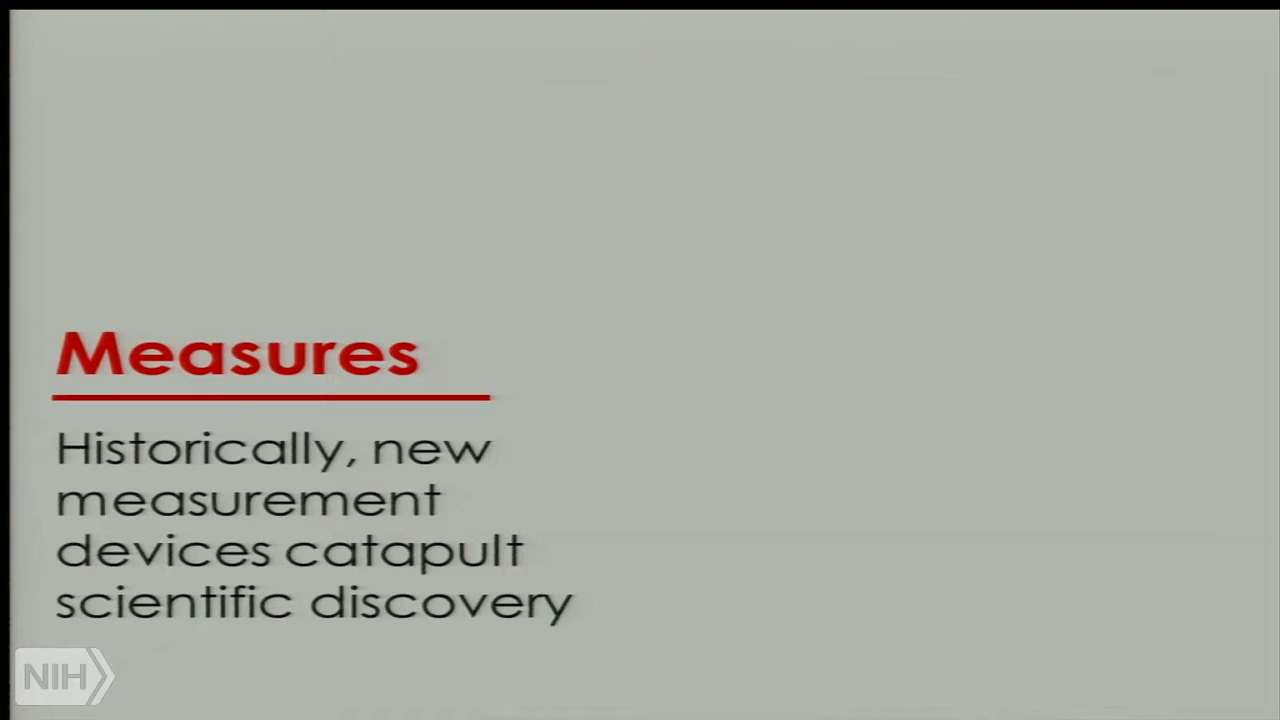 Measures
Historically, new
measurement
devices catapult
scientific discovery
NIH